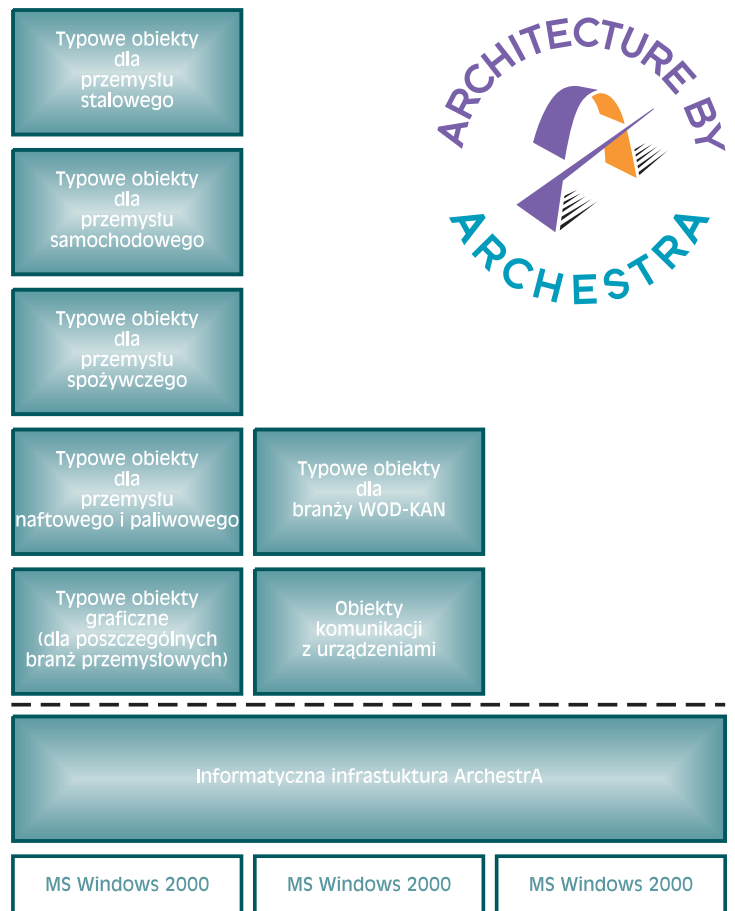 Typowe obiekty
dla
przemysłu
stalowego
ARCHITECTURE BY
ARCHESTRA
Typowe obiekty
dla
przemysłu
samochodowego
Typowe obiekty
dla
przemysłu
spożywczego
Typowe obiekty
dla
przemysłu
naftowego i paliwowego
Typowe obiekty
dla
branży WOD-KAN
Typowe obiekty
graficzne
(dla poszczególnych
branż przemysłowych)
Obiekty
komunikacji
z urządzeniami
Informatyczna infrastuktura ArchestrA
MS Windows 2000
MS Windows 2000
MS Windows 2000